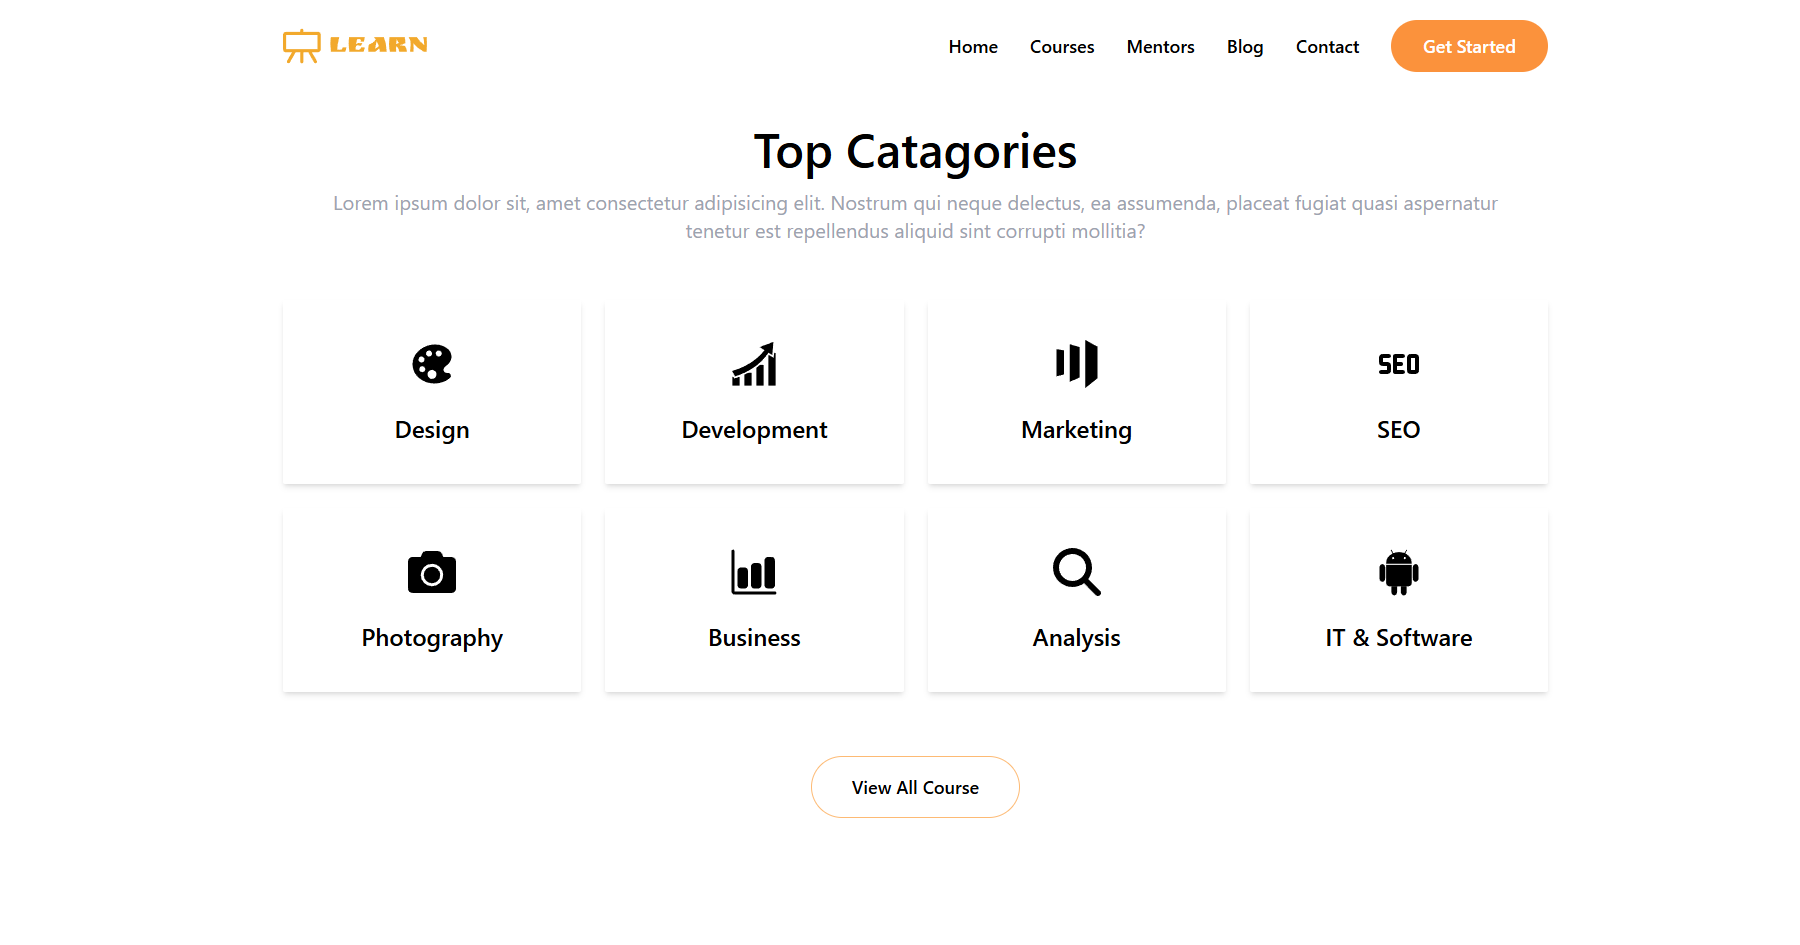 LEARN
Home Courses Mentors Blog Contact Get Started
Top Catagories
Lorem ipsum dolor sit, amet consectetur adipisicing elit. Nostrum qui neque delectus, ea assumenda, placeat fugiat quasi aspernatur
tenetur est repellendus aliquid sint corrupti mollitia?
SEO
Design Development Marketing SEO
Photography Business Analysis IT & Software
View All Course